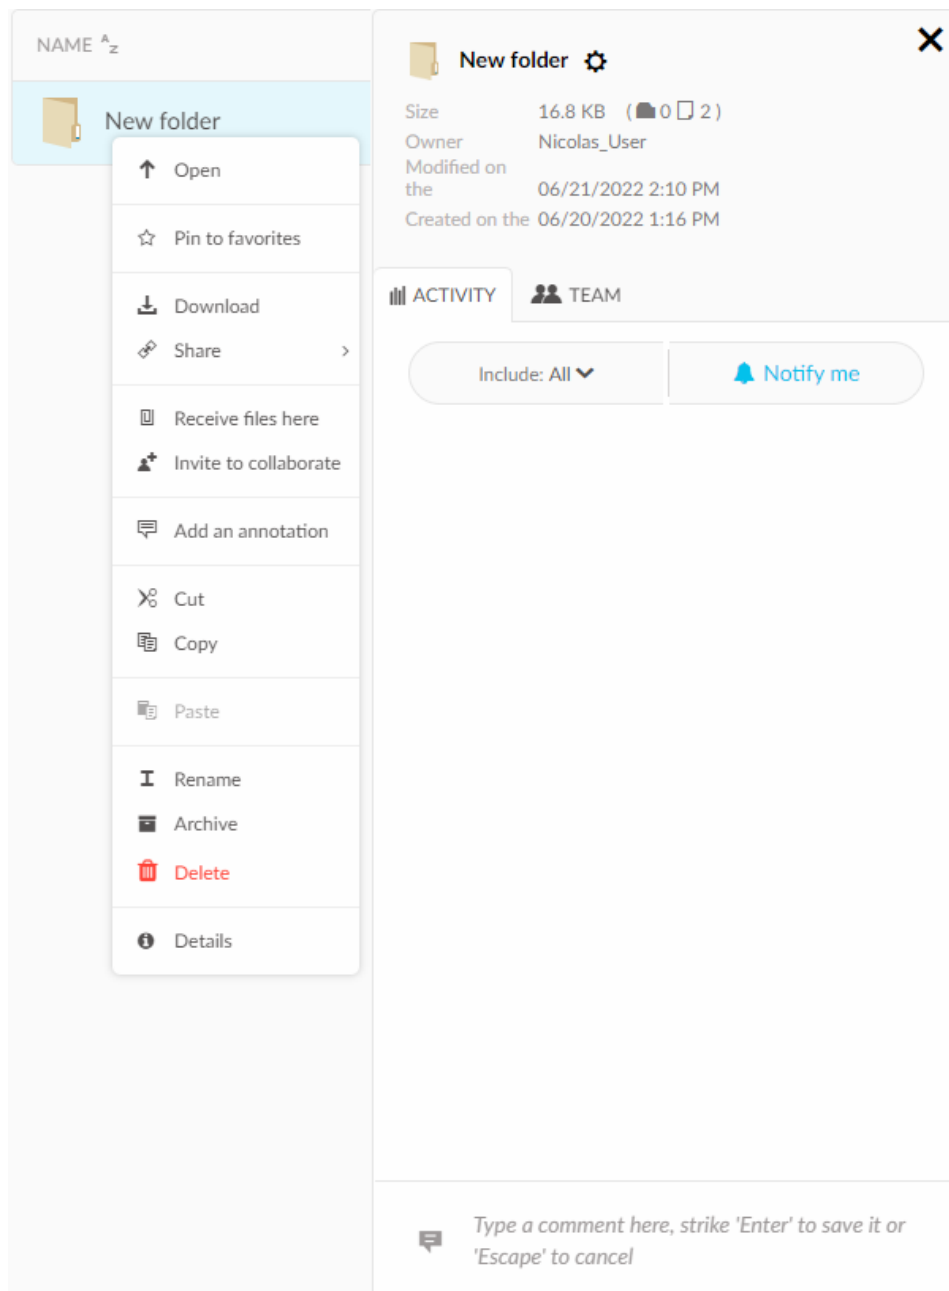 NAME AZ
New folder
Open
Pin to favorites
Download
Share
Receive files here
Invite to collaborate
Add an annotation
Cut
Copy
Paste
Rename
Archive
Delete
Details
New folder
Size 16.8 KB ( 0 2 )
Owner Nicolas_User
Modified on
the 06/21/2022 2:10 PM
Created on the 06/20/2022 1:16 PM
ACTIVITY TEAM
Include: All Notify me
Type a comment here, strike 'Enter' to save it or
'Escape' to cancel